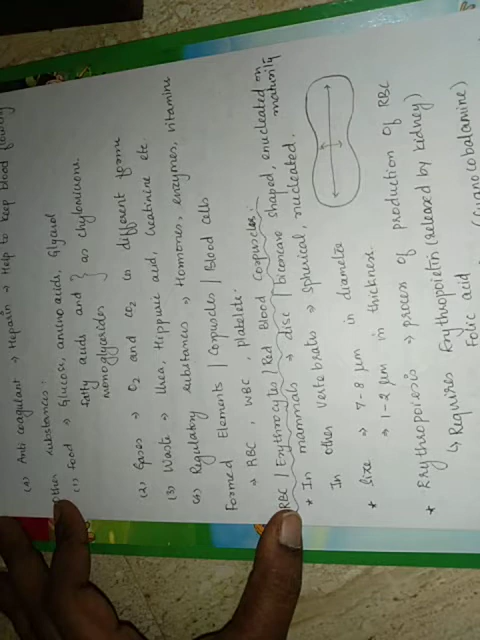 (4) Anti coagulant → Heparin → Help to keep blood flowing
Other substances.
(1) Food → Glucose, amino acids, Glycerol
Fatty acids and } as chylomicrons.
Monoglycerides
(2) Gases → O2 and CO2 in different forms
(3) Waste → Urea, Hippuric acid, Creatinine etc.
(4) Regulatory substances → Hormones, enzymes, vitamins
Formed Elements | Corpuscles | Blood cells
→ RBC, WBC, platelets.
RBC | Erythrocytes | Red Blood Corpuscles:
* In mammals → disc | biconcave shaped, enucleated on maturity
In other vertebrates → spherical, nucleated.
* Size → 7-8 μm in diameter
→ 1-2 μm in thickness.
* Erythropoiesis → process of production of RBC
↳ Requires Erythropoietin (released by kidney)
Folic acid
(Cyanocobalamine)